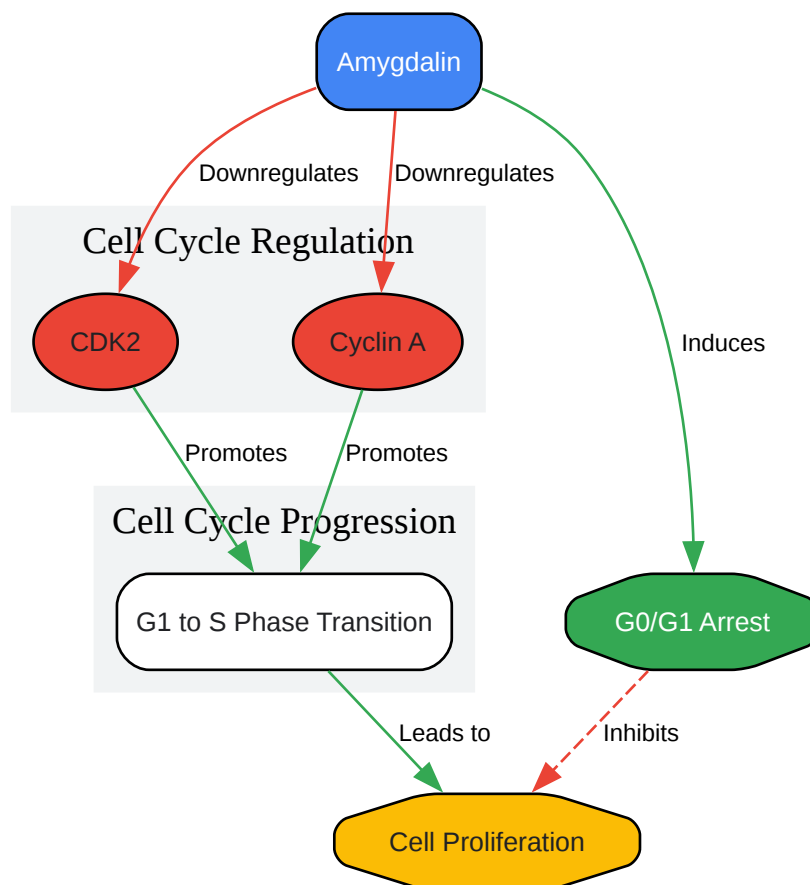 Amygdalin
Downregulates
Downregulates
Cell Cycle Regulation
CDK2
Cyclin A
Induces
Promotes
Promotes
Cell Cycle Progression
G1 to S Phase Transition
G0/G1 Arrest
Leads to
Inhibits
Cell Proliferation